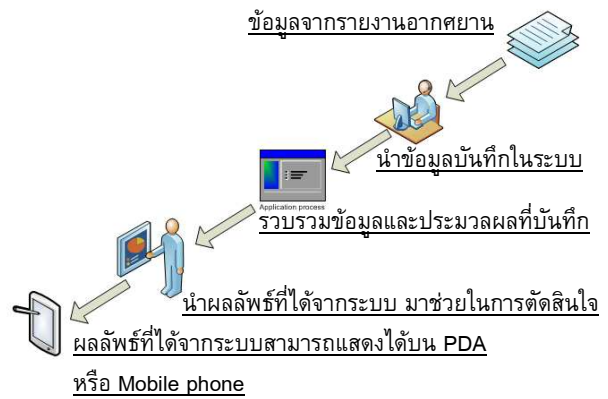 ข้อมูลจากรายงานอากศยาน
นำข้อมูลบันทึกในระบบ
Application process
รวบรวมข้อมูลและประมวลผลที่บันทึก
นำผลลัพธ์ที่ได้จากระบบ มาช่วยในการตัดสินใจ
ผลลัพธ์ที่ได้จากระบบสามารถแสดงได้บน PDA
หรือ Mobile phone